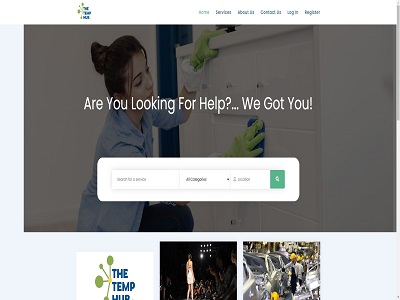 THE
TEMP
HUB
Home Services About Us Contact Us Log In Register
Are You Looking For Help?... We Got You!
Search for a service All Categories Location
THE
TEMP
HUB